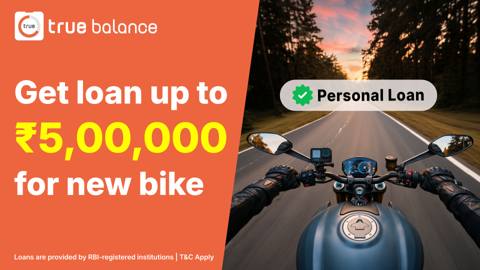 true
true balance
Get loan up to
₹5,00,000
for new bike
Personal Loan
Loans are provided by RBI-registered institutions | T&C Apply